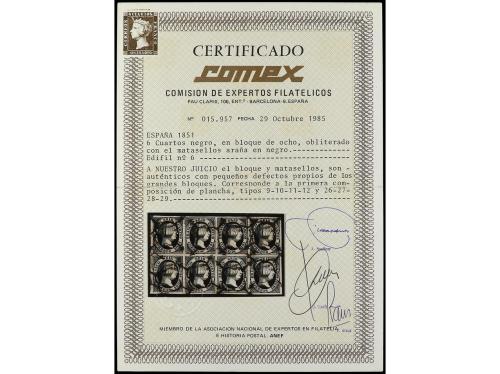 CERTIFICADO
comex
COMISION DE EXPERTOS FILATELICOS
PAU CLARIS, 100, ENT.º - BARCELONA-9. ESPAÑA
Nº 015.957 FECHA 29 Octubre 1985
ESPAÑA 1851
6 Cuartos negro, en bloque de ocho, obliterado
con el matasellos araña en negro.
Edifil nº 6
A NUESTRO JUICIO el bloque y matasellos, son -
auténticos con pequeños defectos propios de los
grandes bloques. Corresponde a la primera com-
posición de plancha, tipos 9-10-11-12 y 26-27-
28-29.
MIEMBRO DE LA ASOCIACION NACIONAL DE EXPERTOS EN FILATELIA
E HISTORIA POSTAL ANEF